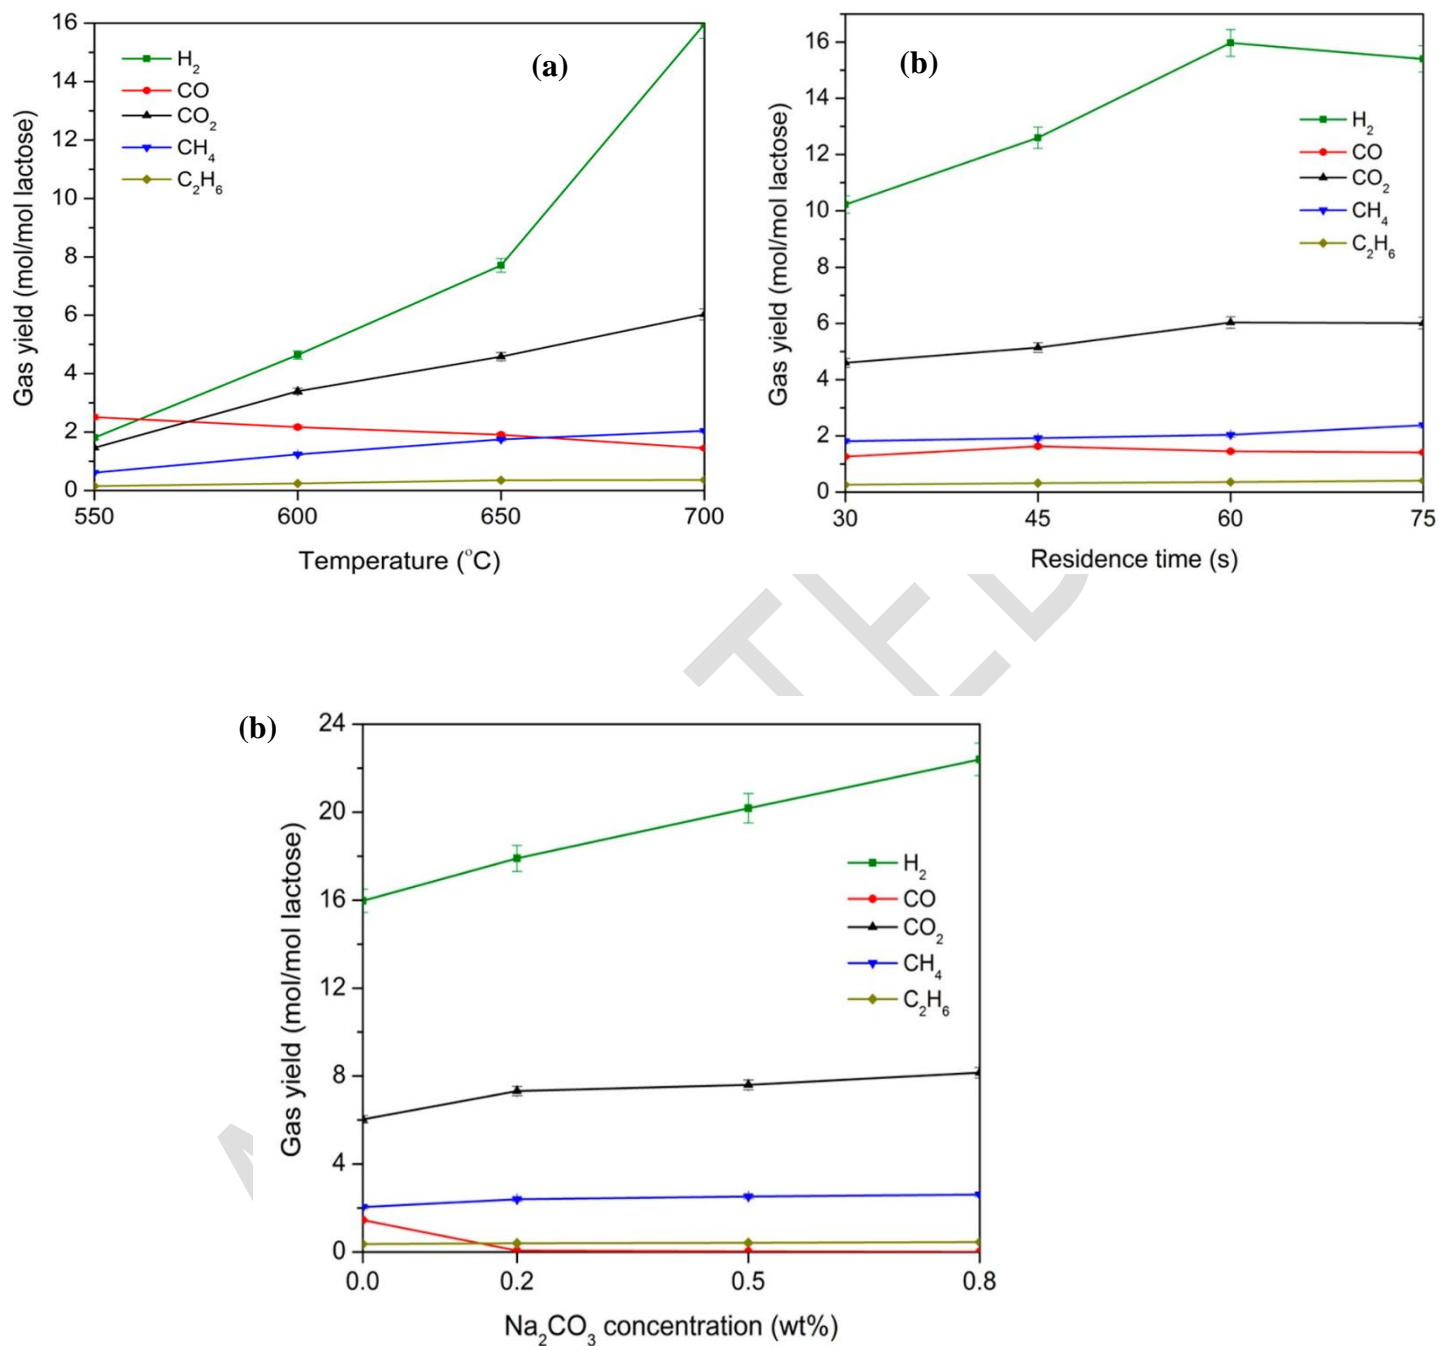 (a)
Gas yield (mol/mol lactose)
16
14
12
10
8
6
4
2
0
H2
CO
CO2
CH4
C2H6
550 600 650 700
Temperature (°C)
(b)
Gas yield (mol/mol lactose)
16
14
12
10
8
6
4
2
0
H2
CO
CO2
CH4
C2H6
30 45 60 75
Residence time (s)
(b)
Gas yield (mol/mol lactose)
24
20
16
12
8
4
0
H2
CO
CO2
CH4
C2H6
0.0 0.2 0.5 0.8
Na2CO3 concentration (wt%)